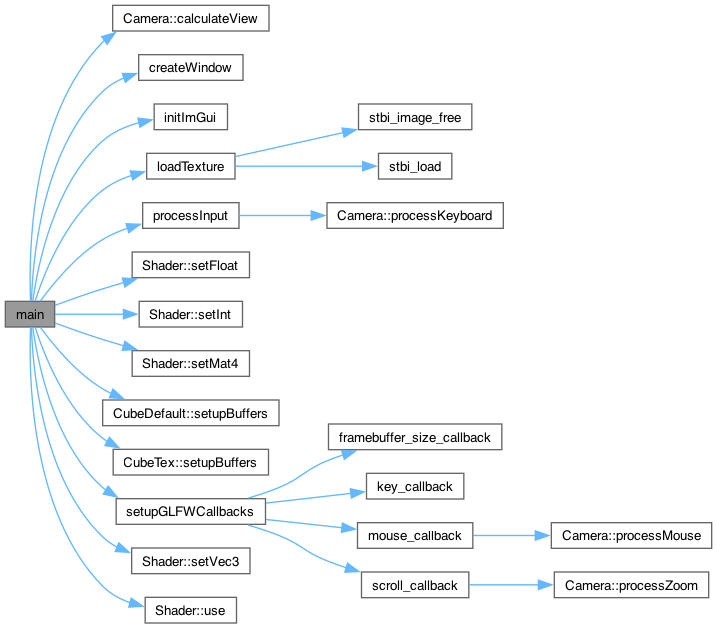 Camera::calculateView
createWindow
initImGui
stbi_image_free
loadTexture
stbi_load
processInput
Camera::processKeyboard
Shader::setFloat
main
Shader::setInt
Shader::setMat4
CubeDefault::setupBuffers
framebuffer_size_callback
CubeTex::setupBuffers
key_callback
setupGLFWCallbacks
mouse_callback
Camera::processMouse
Shader::setVec3
scroll_callback
Camera::processZoom
Shader::use